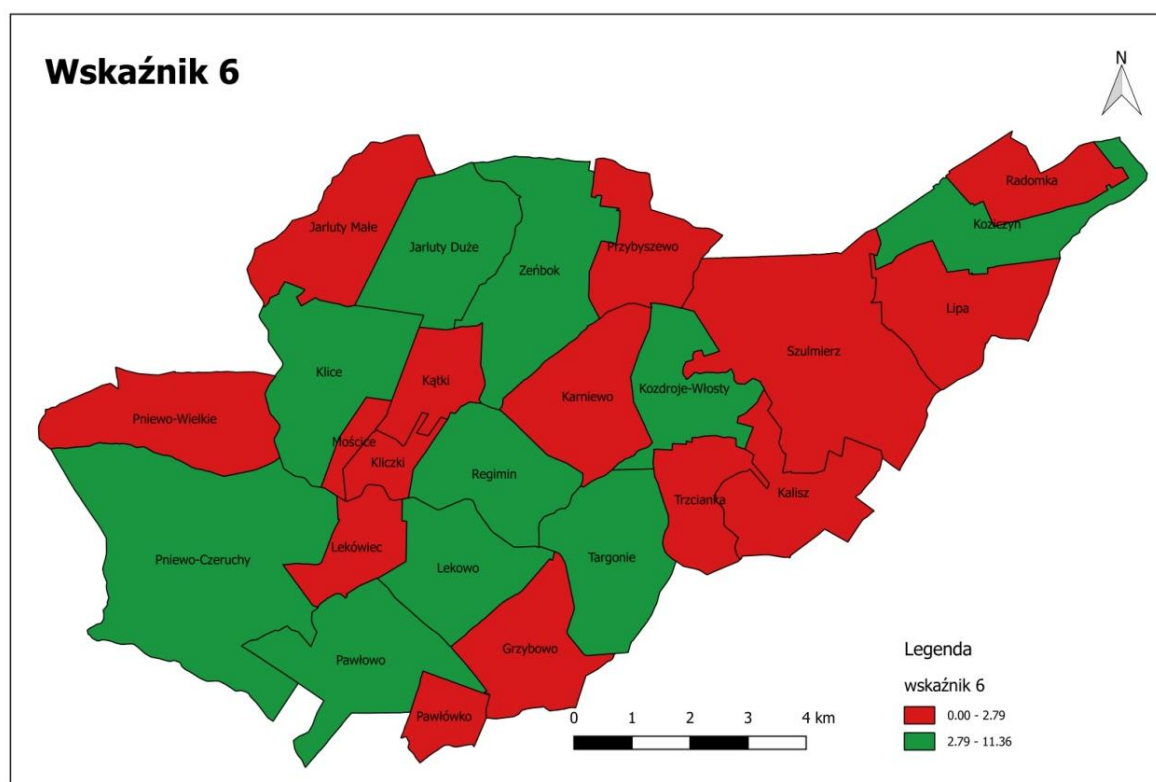 Wskaźnik 6
N
Radomka
Koziczyn
Jarluty Małe
Jarluty Duże
Przybyszewo
Zeńbok
Lipa
Szulmierz
Klice
Kątki
Kozdroje-Włosty
Karniewo
Pniewo-Wielkie
Mościce
Kliczki
Regimin
Kalisz
Trzcianka
Lekówiec
Pniewo-Czeruchy
Targonie
Lekowo
Grzybowo
Pawłowo
Pawłówko
Legenda
wskaźnik 6
0.00 - 2.79
2.79 - 11.36
0 1 2 3 4 km